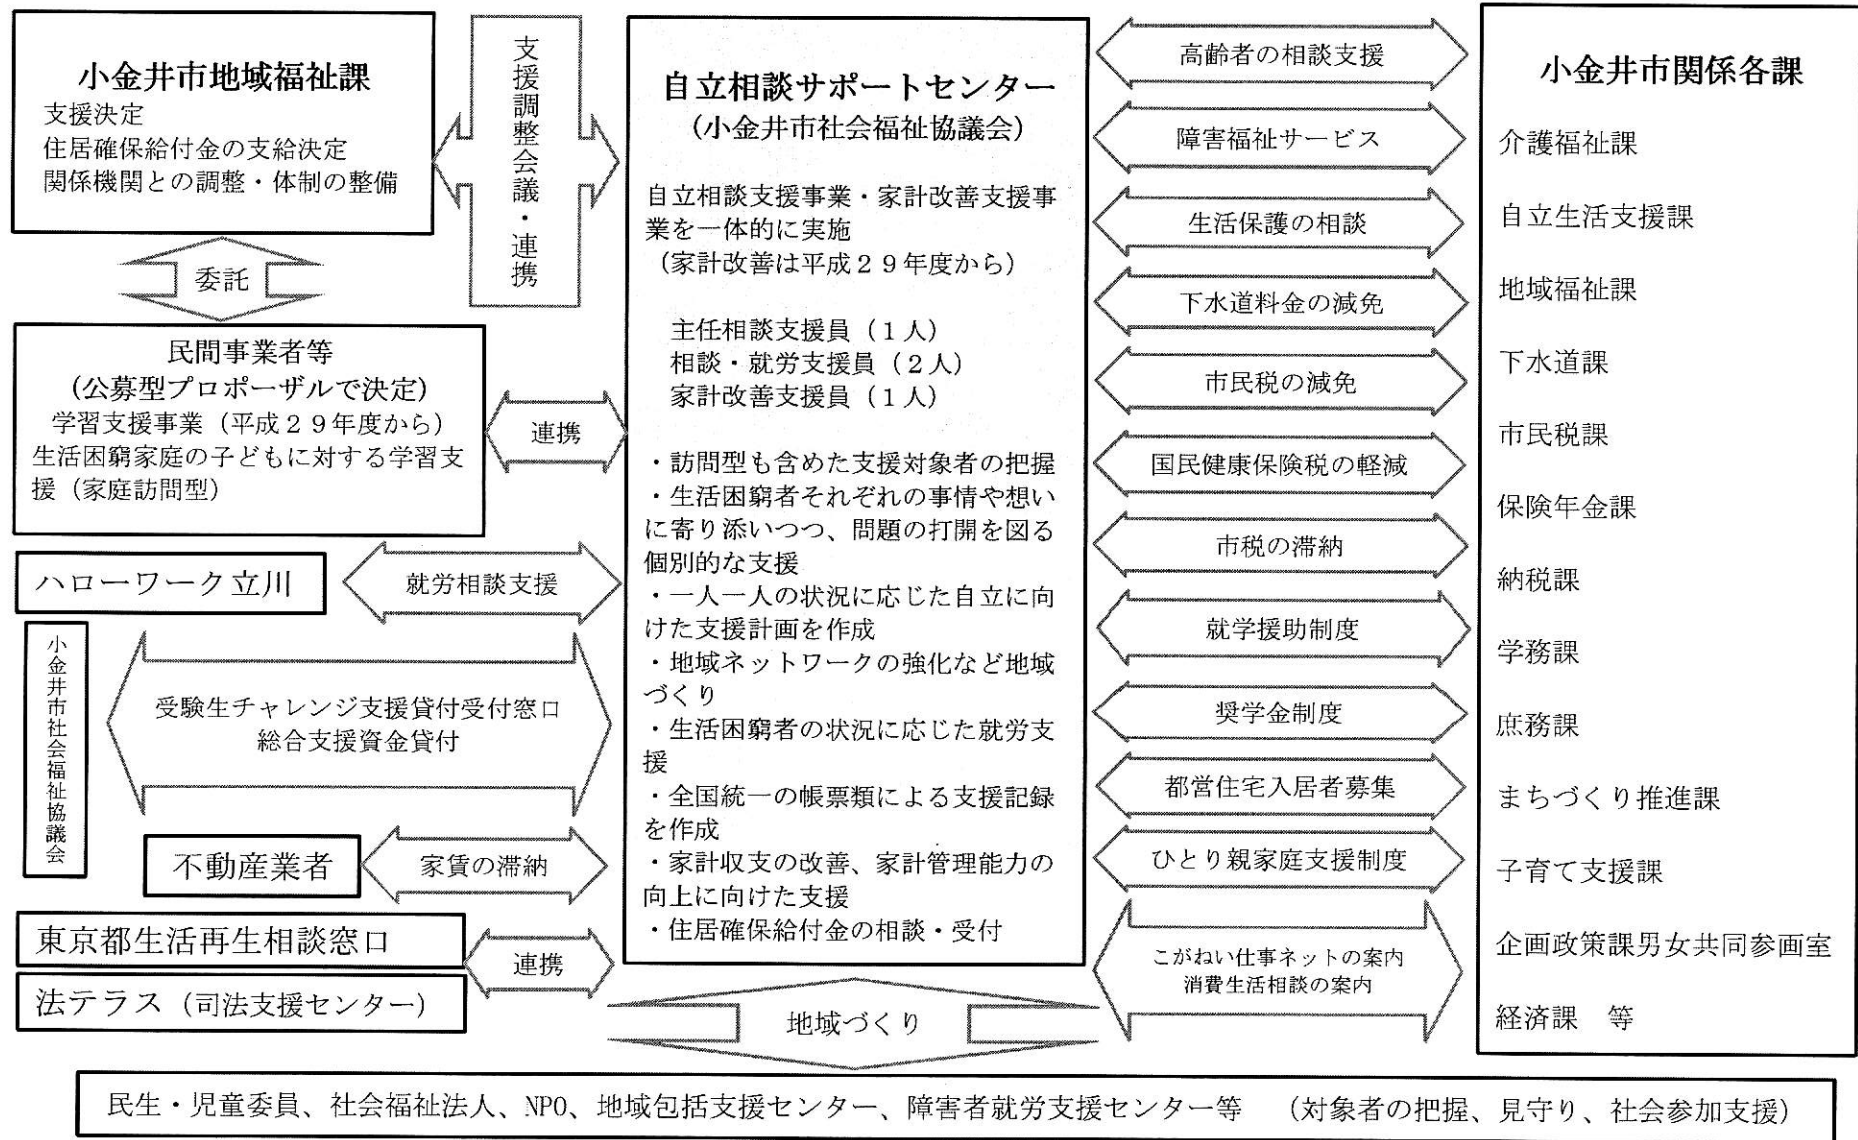 小金井市地域福祉課
支援決定
住居確保給付金の支給決定
関係機関との調整・体制の整備
支援調整会議・連携
委託
民間事業者等
(公募型プロポーザルで決定)
学習支援事業（平成２９年度から）
生活困窮家庭の子どもに対する学習支
援（家庭訪問型）
連携
ハローワーク立川
就労相談支援
小金井市社会福祉協議会
受験生チャレンジ支援貸付受付窓口
総合支援資金貸付
不動産業者
家賃の滞納
東京都生活再生相談窓口
法テラス（司法支援センター）
連携
自立相談サポートセンター
(小金井市社会福祉協議会)
自立相談支援事業・家計改善支援事
業を一体的に実施
（家計改善は平成２９年度から）
主任相談支援員（１人）
相談・就労支援員（２人）
家計改善支援員（１人）
・訪問型も含めた支援対象者の把握
・生活困窮者それぞれの事情や想い
に寄り添いつつ、問題の打開を図る
個別的な支援
・一人一人の状況に応じた自立に向
けた支援計画を作成
・地域ネットワークの強化など地域
づくり
・生活困窮者の状況に応じた就労支
援
・全国統一の帳票類による支援記録
を作成
・家計収支の改善、家計管理能力の
向上に向けた支援
・住居確保給付金の相談・受付
高齢者の相談支援
障害福祉サービス
生活保護の相談
下水道料金の減免
市民税の減免
国民健康保険税の軽減
市税の滞納
就学援助制度
奨学金制度
都営住宅入居者募集
ひとり親家庭支援制度
こがねい仕事ネットの案内
消費生活相談の案内
小金井市関係各課
介護福祉課
自立生活支援課
地域福祉課
下水道課
市民税課
保険年金課
納税課
学務課
庶務課
まちづくり推進課
子育て支援課
企画政策課男女共同参画室
経済課　等
地域づくり
民生・児童委員、社会福祉法人、NPO、地域包括支援センター、障害者就労支援センター等　（対象者の把握、見守り、社会参加支援）